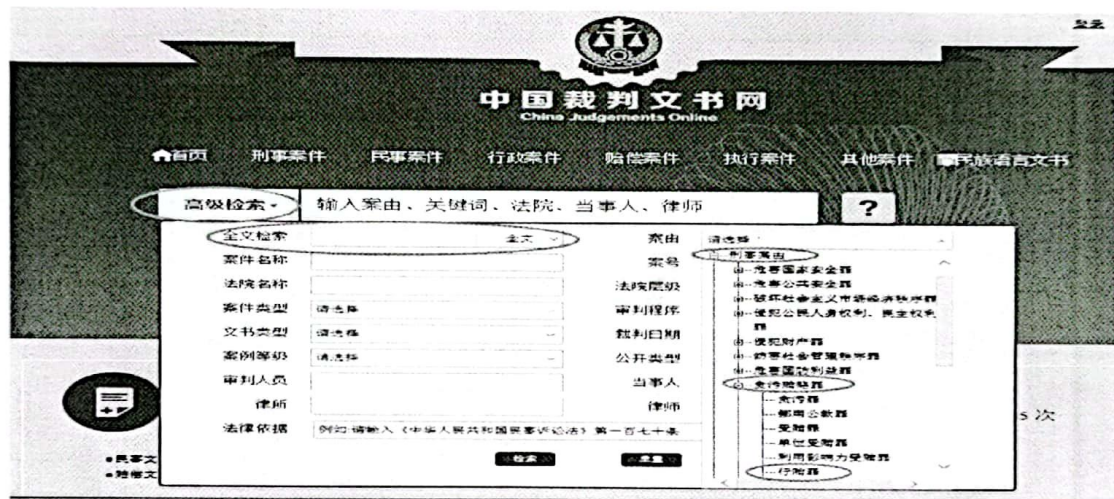 登录
中国裁判文书网
China Judgements Online
首页 刑事案件 民事案件 行政案件 赔偿案件 执行案件 其他案件 民族语言文书
高级检索 输入案由、关键词、法院、当事人、律师 ?
全文检索 全文 案由 请选择
案件名称 案号 刑事案由
法院名称 法院层级 危害国家安全罪
案件类型 请选择 审判程序 危害公共安全罪
文书类型 请选择 裁判日期 破坏社会主义市场经济秩序罪
案例等级 请选择 公开类型 侵犯公民人身权利、民主权利
罪
审判人员 当事人 侵犯财产罪
律所 律师 妨害社会管理秩序罪
法律依据 例如:请输入《中华人民共和国民事诉讼法》第一百七十条
危害国防利益罪
贪污贿赂罪
贪污罪
挪用公款罪
受贿罪
单位受贿罪
利用影响力受贿罪
行贿罪
检索 重置
5 次
民事文
赔偿文